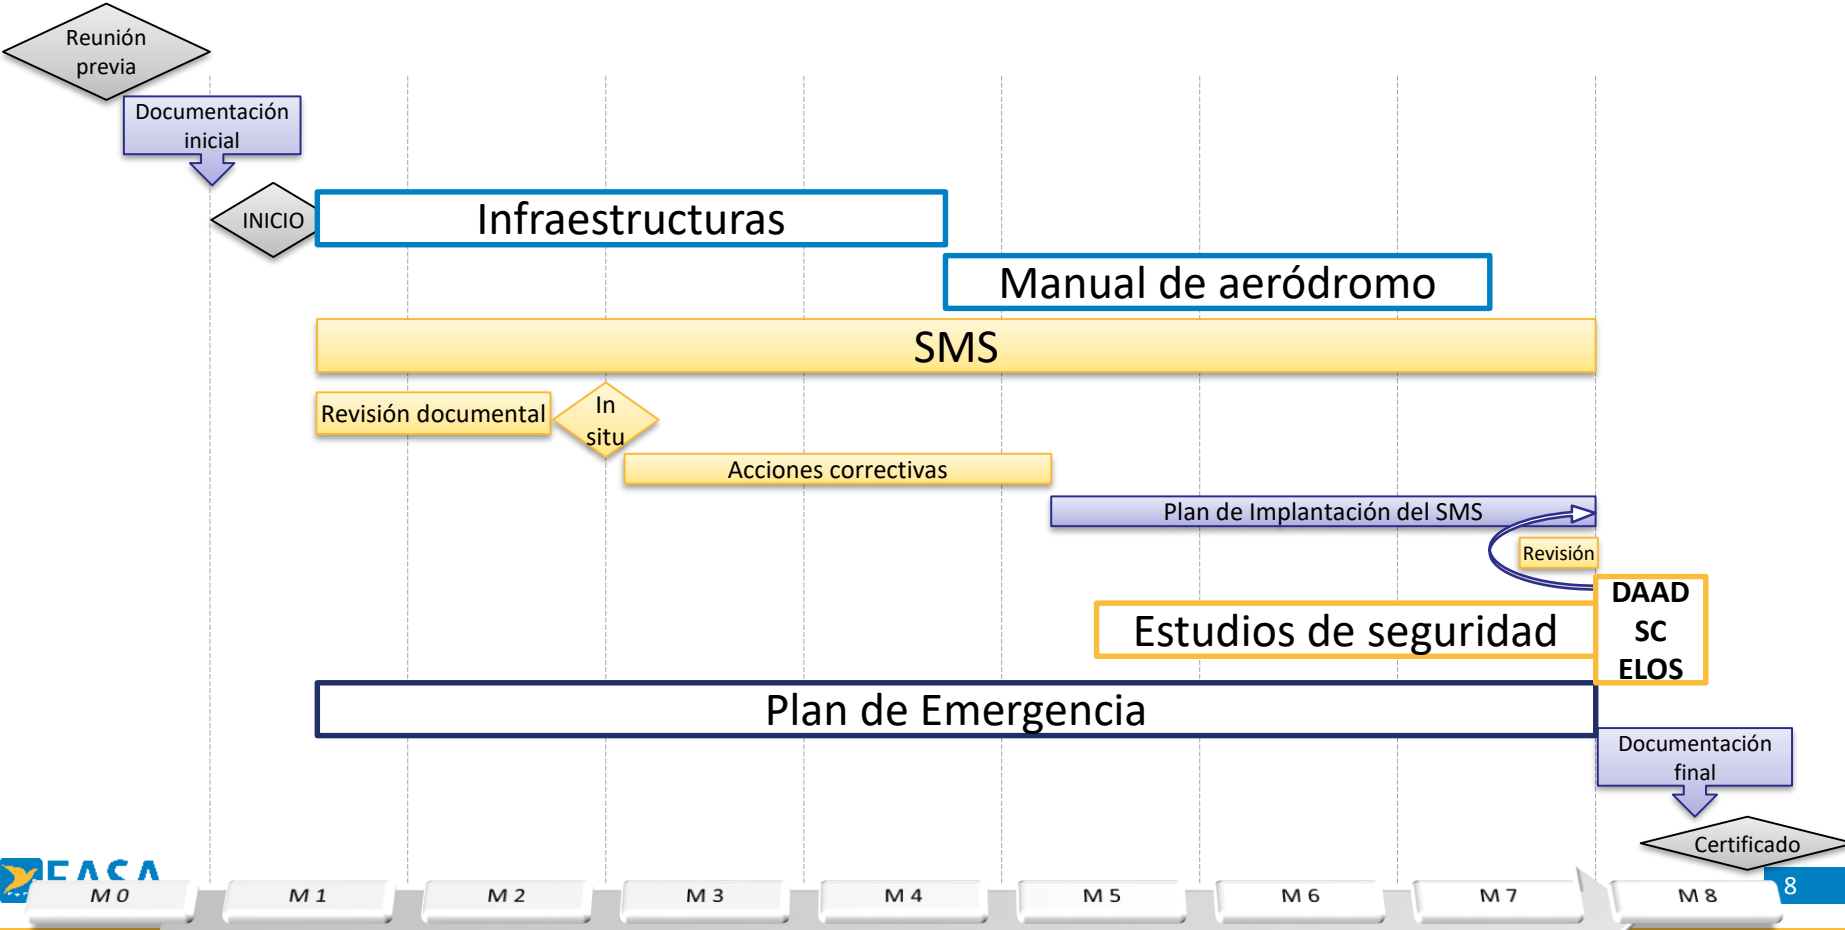 Reunión
previa
Documentación
inicial
INICIO
Infraestructuras
Manual de aeródromo
SMS
Revisión documental
In
situ
Acciones correctivas
Plan de Implantación del SMS
Revisión
DAAD
SC
ELOS
Estudios de seguridad
Plan de Emergencia
Documentación
final
Certificado
EASA
8
M 0
M 1
M 2
M 3
M 4
M 5
M 6
M 7
M 8